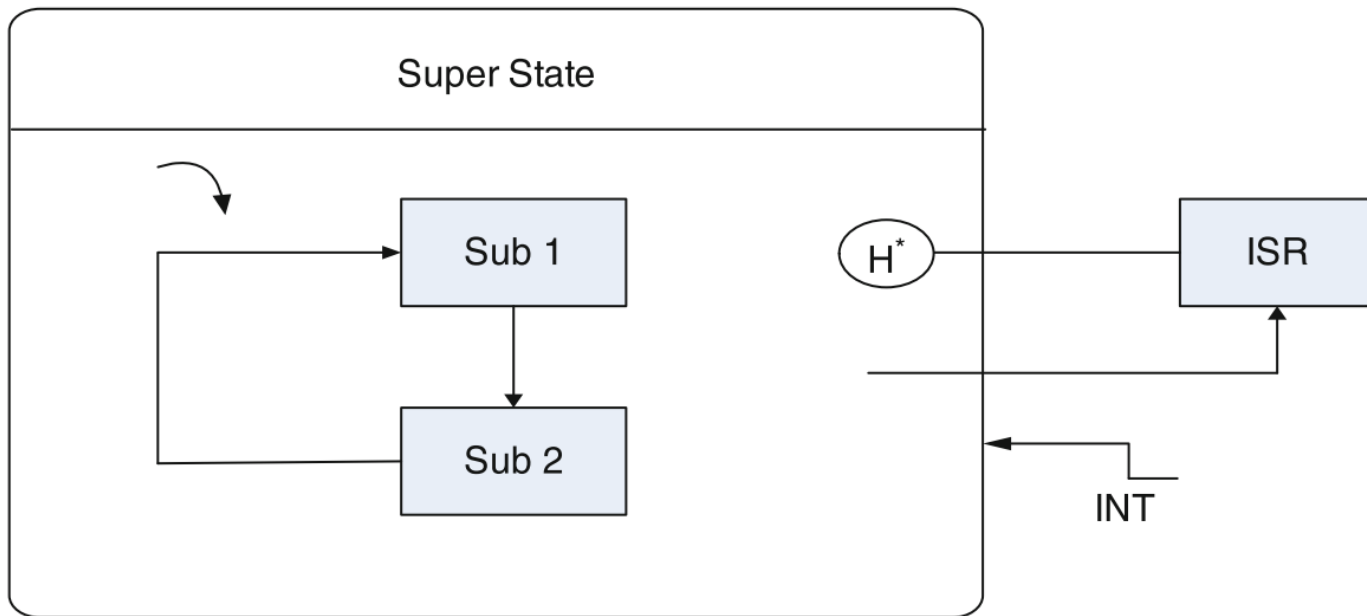 Super State
Sub 1
H*
ISR
Sub 2
INT